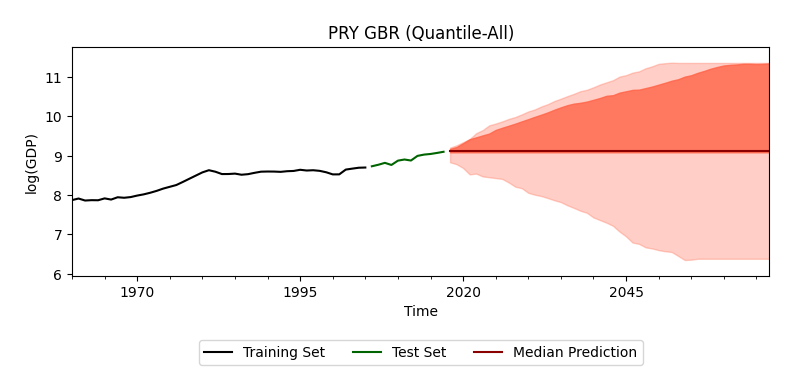 PRY GBR (Quantile-All)
log(GDP)
11
10
9
8
7
6
1970
1995
2020
2045
Time
Training Set
Test Set
Median Prediction